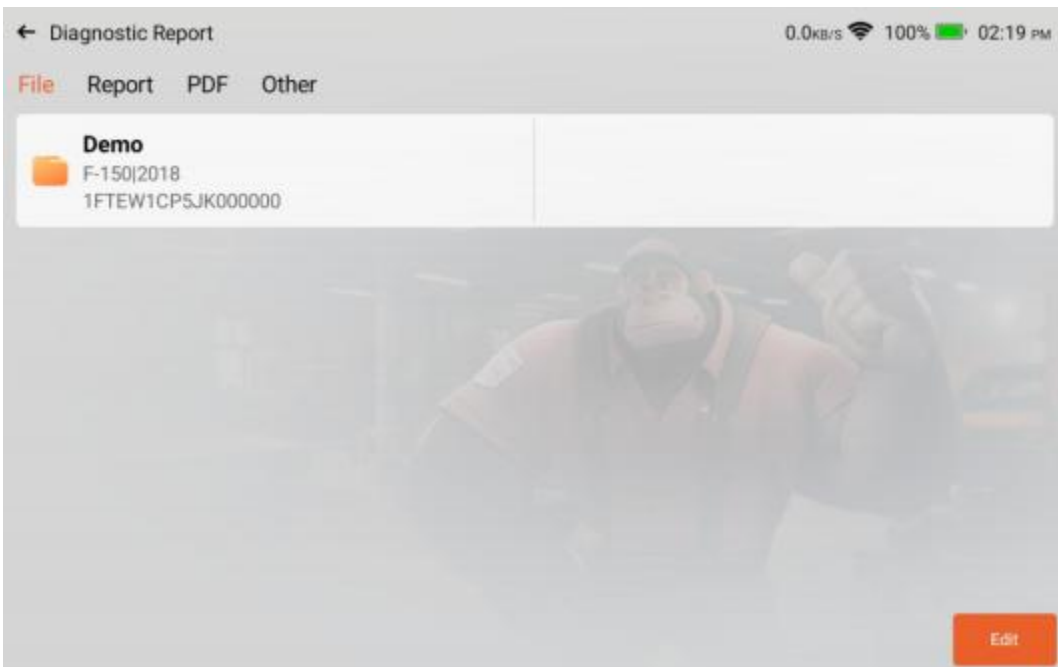 ← Diagnostic Report 0.0KB/S 100% 02:19 PM
File Report PDF Other
Demo
F-150|2018
1FTEW1CP5JK000000
Edit